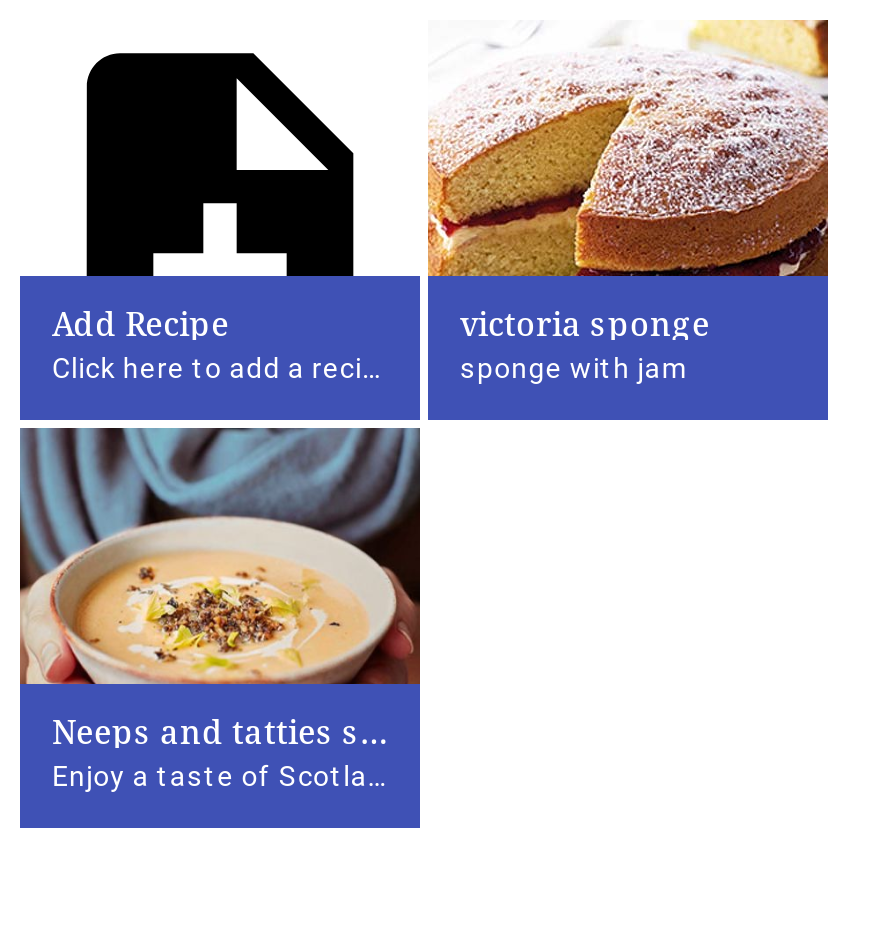 Add Recipe
Click here to add a reci...
victoria sponge
sponge with jam
Neeps and tatties s...
Enjoy a taste of Scotla...